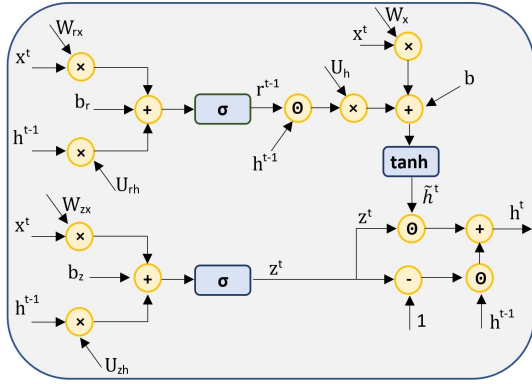 W_rx
x^t
×
b_r
+
σ
r^t-1
h^t-1
×
U_rh
ʘ
h^t-1
U_h
×
W_x
x^t
×
+
b
tanh
h̃^t
W_zx
x^t
×
b_z
+
σ
z^t
h^t-1
×
U_zh
z^t
ʘ
+
h^t
-
1
ʘ
h^t-1